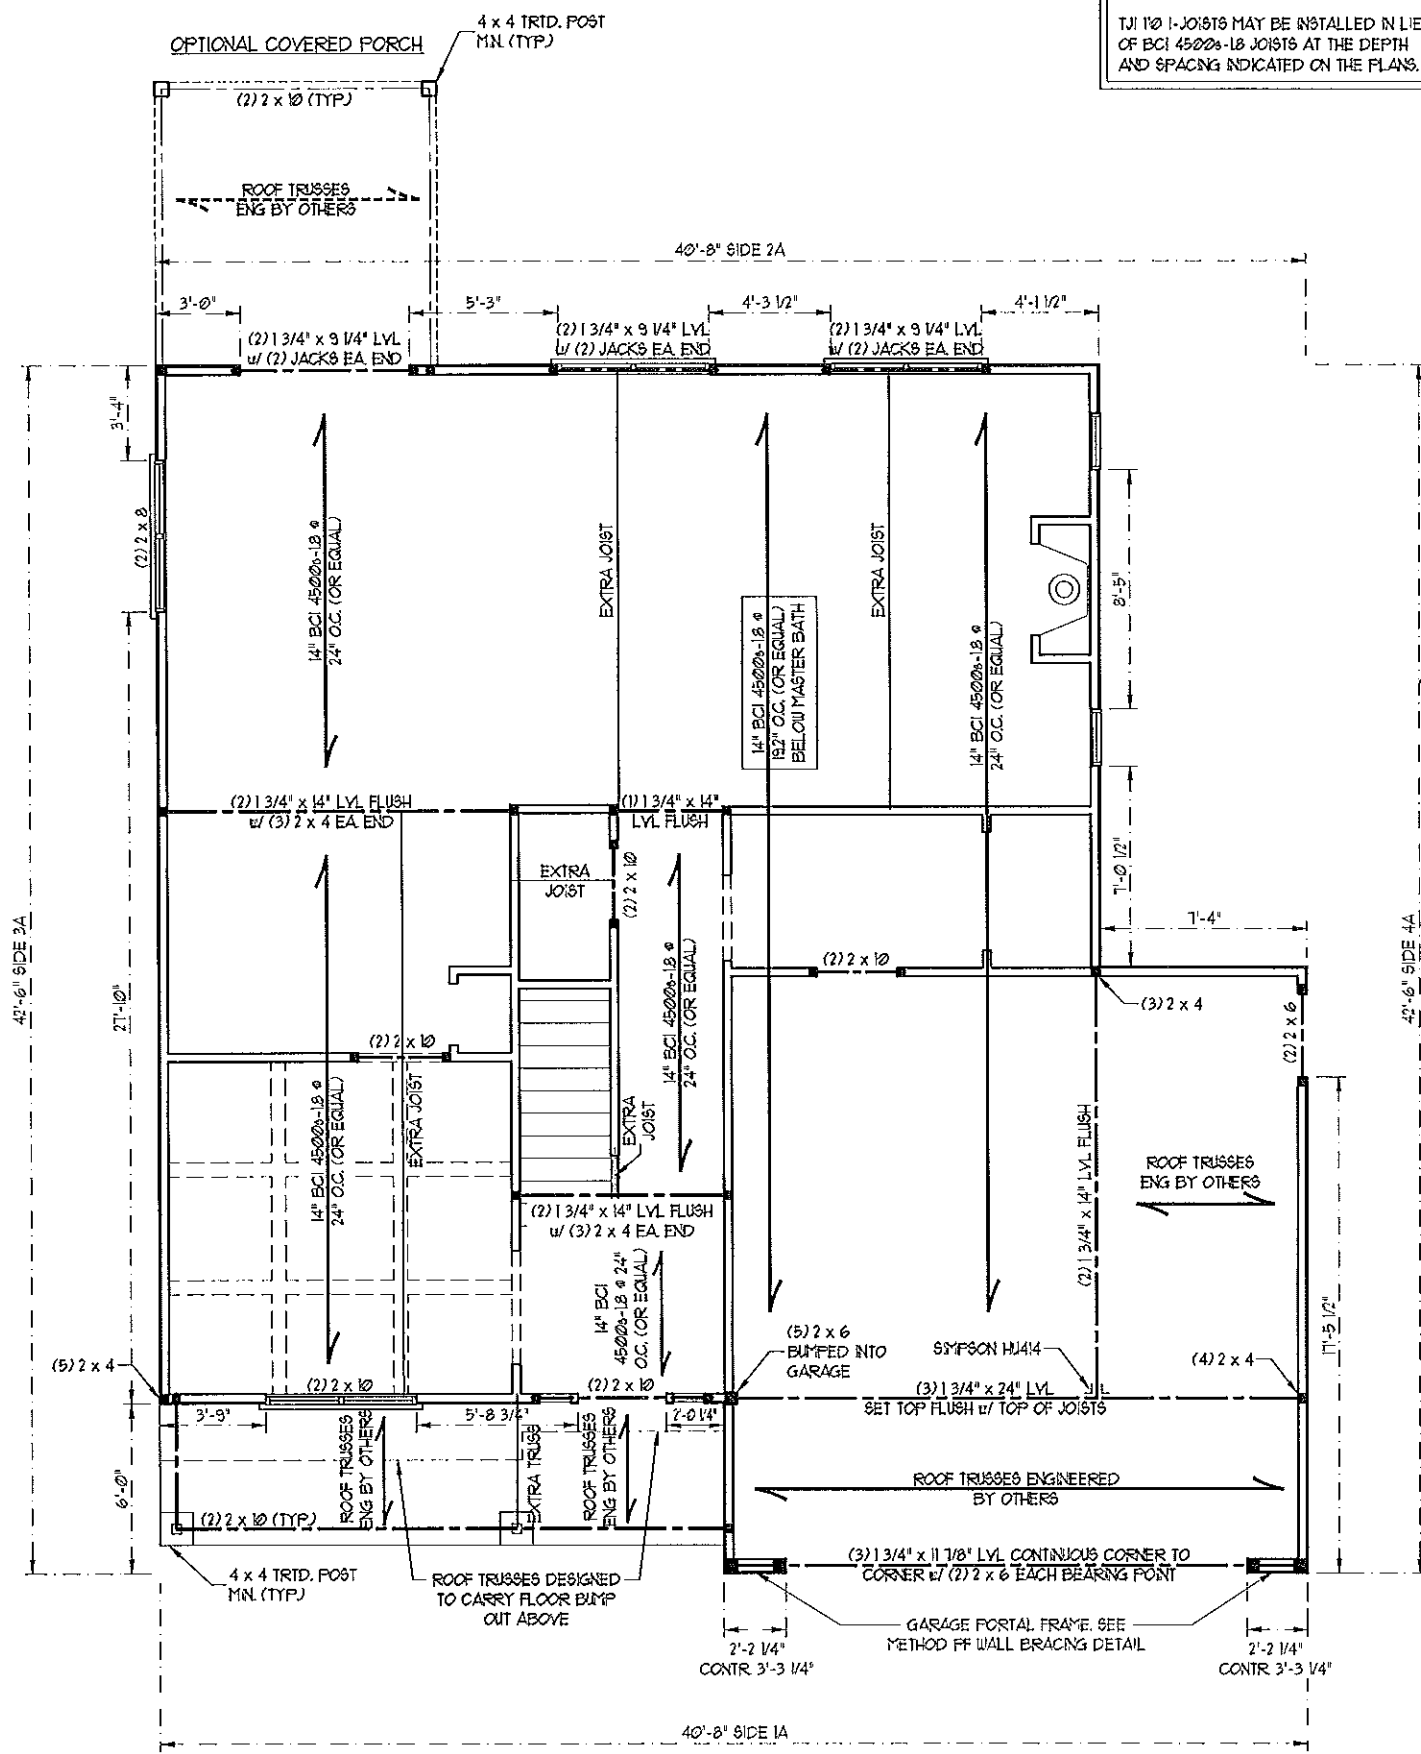 4 x 4 TRTD. POST
MIN. (TYP.)
OPTIONAL COVERED PORCH
TJI 110 I-JOISTS MAY BE INSTALLED IN LIE
OF BCI 4500s-1.8 JOISTS AT THE DEPTH
AND SPACING INDICATED ON THE PLANS.
(2) 2 x 10 (TYP.)
ROOF TRUSSES
ENG BY OTHERS
40'-8" SIDE 2A
3'-0"
5'-3"
4'-3 1/2"
4'-1 1/2"
(2) 1 3/4" x 9 1/4" LVL
w/ (2) JACKS EA. END
(2) 1 3/4" x 9 1/4" LVL
w/ (2) JACKS EA. END
(2) 1 3/4" x 9 1/4" LVL
w/ (2) JACKS EA. END
3'-4"
(2) 2 x 8
14" BCI 4500s-1.8 @
24" O.C. (OR EQUAL)
EXTRA JOIST
14" BCI 4500s-1.8 @
19.2" O.C. (OR EQUAL)
BELOW MASTER BATH
EXTRA JOIST
14" BCI 4500s-1.8 @
24" O.C. (OR EQUAL)
8'-5"
(2) 1 3/4" x 14" LVL FLUSH
w/ (3) 2 x 4 EA. END
(1) 1 3/4" x 14"
LVL FLUSH
EXTRA
JOIST
(2) 2 x 10
7'-0 1/2"
7'-4"
42'-6" SIDE 3A
42'-6" SIDE 4A
27'-10"
14" BCI 4500s-1.8 @
24" O.C. (OR EQUAL)
(2) 2 x 10
(3) 2 x 4
(2) 2 x 6
(2) 2 x 10
14" BCI 4500s-1.8 @
24" O.C. (OR EQUAL)
EXTRA JOIST
EXTRA
JOIST
(2) 1 3/4" x 14" LVL FLUSH
ROOF TRUSSES
ENG BY OTHERS
(2) 1 3/4" x 14" LVL FLUSH
w/ (3) 2 x 4 EA. END
14" BCI
4500s-1.8 @ 24"
O.C. (OR EQUAL)
17'-5 1/2"
(5) 2 x 6
BUMPED INTO
GARAGE
SIMPSON HU414
(5) 2 x 4
(4) 2 x 4
(2) 2 x 10
(2) 2 x 10
(3) 1 3/4" x 24" LVL
SET TOP FLUSH w/ TOP OF JOISTS
3'-9"
5'-8 3/4"
2'-0 1/4"
6'-0"
ROOF TRUSSES
ENG BY OTHERS
EXTRA TRUSS
ROOF TRUSSES
ENG BY OTHERS
ROOF TRUSSES ENGINEERED
BY OTHERS
(2) 2 x 10 (TYP.)
4 x 4 TRTD. POST
MIN. (TYP.)
ROOF TRUSSES DESIGNED
TO CARRY FLOOR BUMP
OUT ABOVE
(3) 1 3/4" x 11 7/8" LVL CONTINUOUS CORNER TO
CORNER w/ (2) 2 x 6 EACH BEARING POINT
GARAGE PORTAL FRAME. SEE
METHOD PF WALL BRACING DETAIL
2'-2 1/4"
CONTR. 3'-3 1/4"
2'-2 1/4"
CONTR. 3'-3 1/4"
40'-8" SIDE 1A